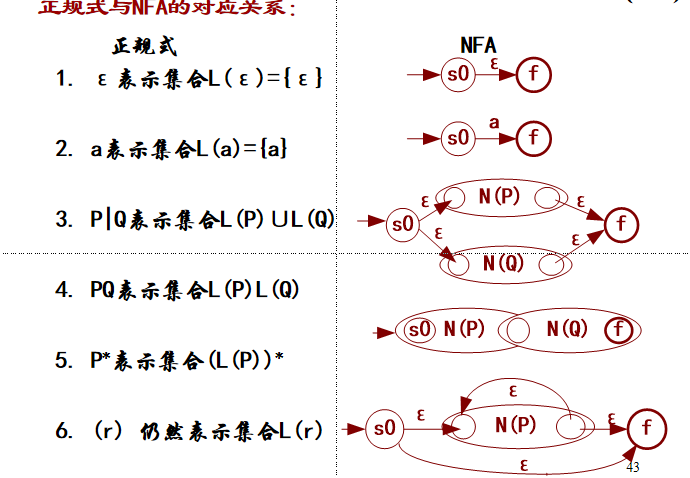 正规式与NFA的对应关系:
正规式
NFA
1. ε表示集合L(ε)={ε}
s0 ε f
2. a表示集合L(a)={a}
s0 a f
3. P|Q表示集合L(P)∪L(Q)
s0 ε N(P) ε f
ε N(Q) ε
4. PQ表示集合L(P)L(Q)
s0 N(P) N(Q) f
5. P*表示集合(L(P))*
ε
6. (r) 仍然表示集合L(r)
s0 ε N(P) ε f
ε
43